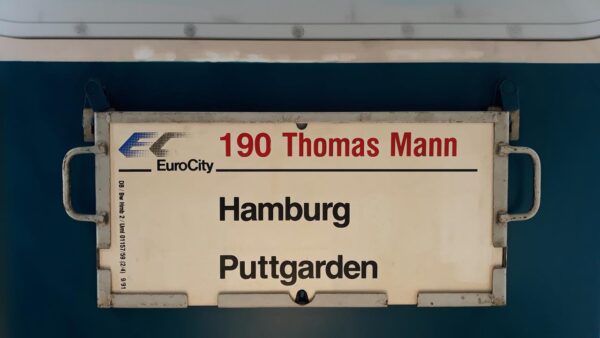 EC 190 Thomas Mann
EuroCity
Hamburg
Puttgarden